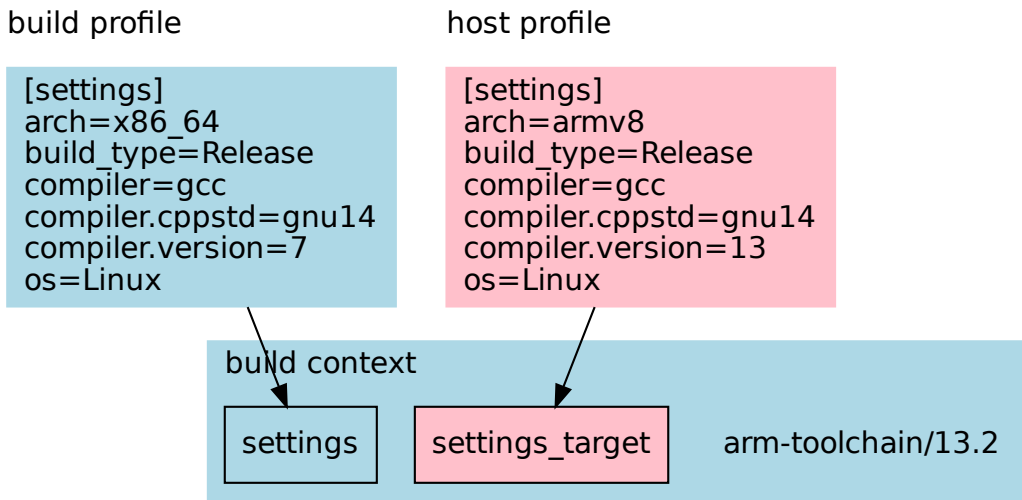 build profile
[settings]
arch=x86_64
build_type=Release
compiler=gcc
compiler.cppstd=gnu14
compiler.version=7
os=Linux
host profile
[settings]
arch=armv8
build_type=Release
compiler=gcc
compiler.cppstd=gnu14
compiler.version=13
os=Linux
build context
settings
settings_target
arm-toolchain/13.2